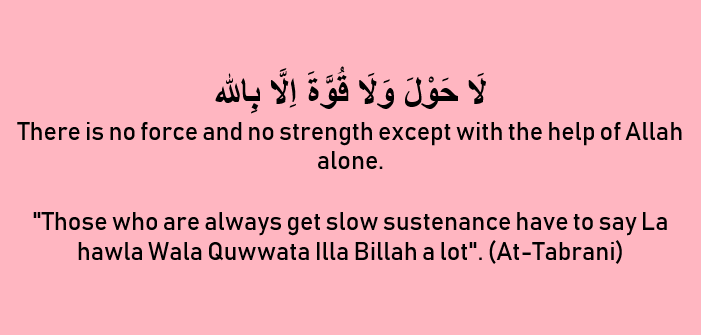 لَا حَوْلَ وَلَا قُوَّةَ اِلَّا بِالله
There is no force and no strength except with the help of Allah
alone.
"Those who are always get slow sustenance have to say La
hawla Wala Quwwata Illa Billah a lot". (At-Tabrani)